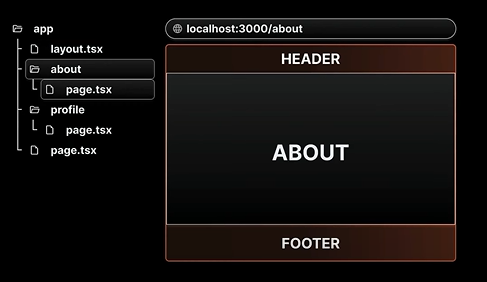 app
layout.tsx
about
page.tsx
profile
page.tsx
page.tsx
localhost:3000/about
HEADER
ABOUT
FOOTER